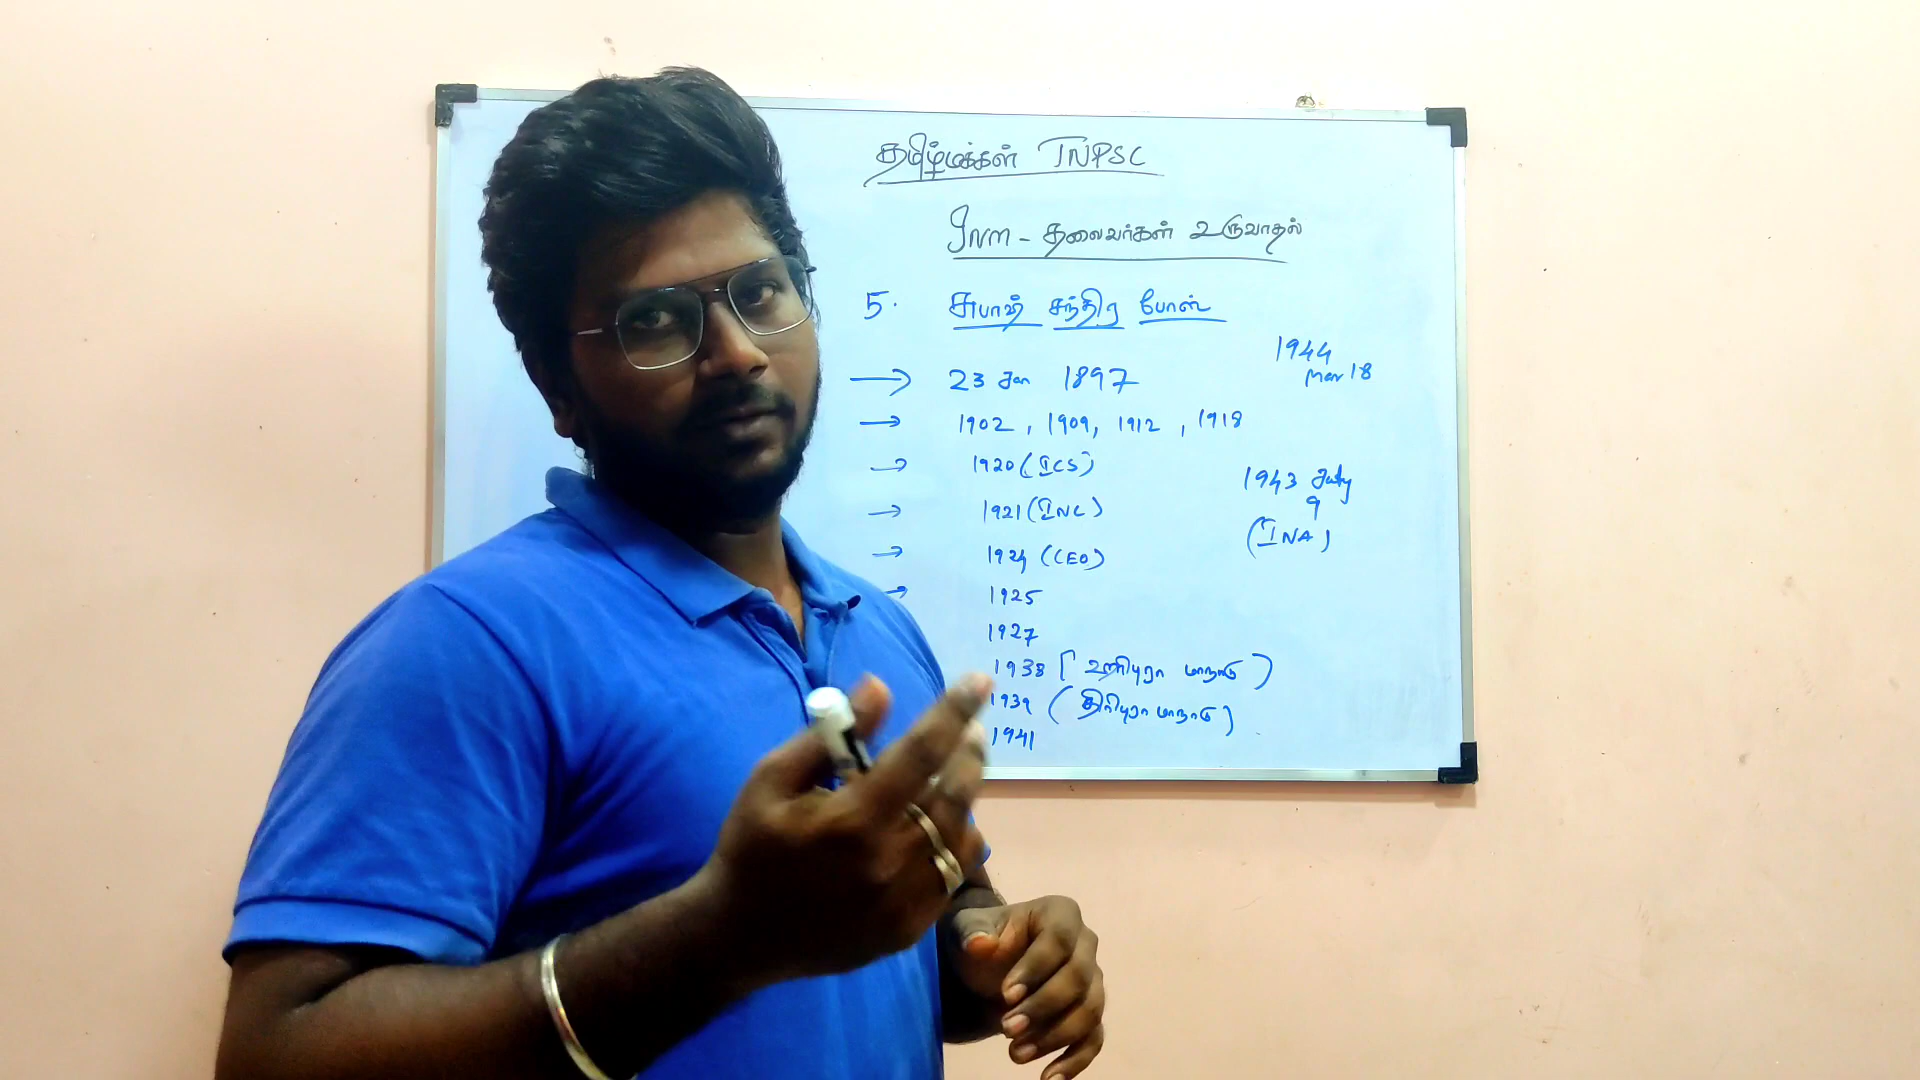 தமிழ்மக்கள் TNPSC
INM - தலைவர்கள் உருவாதல்
5. சுபாஷ் சந்திர போஸ்
→ 23 Jan 1897
1944
Mar 18
→ 1902, 1909, 1912, 1918
→ 1920 (ICS)
1943 July
9
(INA)
→ 1921 (INC)
→ 1924 (CEO)
→ 1925
1927
1938 [ஹரிபுரா மாநாடு)
1939 (திரிபுரா மாநாடு)
1941